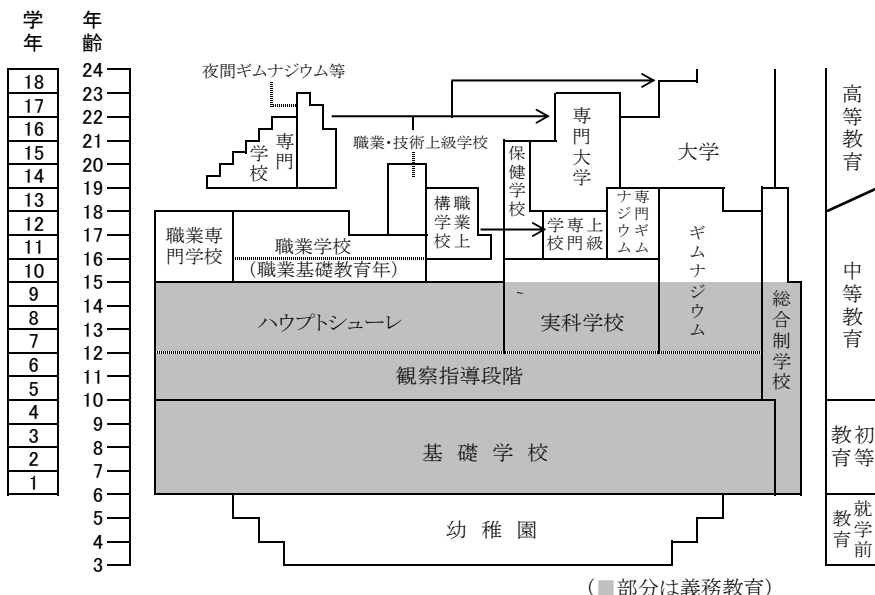 学年
年齢
18
17
16
15
14
13
12
11
10
9
8
7
6
5
4
3
2
1
24
23
22
21
20
19
18
17
16
15
14
13
12
11
10
9
8
7
6
5
4
3
夜間ギムナジウム等
専門学校
職業・技術上級学校
保健学校
専門大学
大学
職業専門学校
職業学校
(職業基礎教育年)
職業上構学校
上級専門学校
専門ギムナジウム
ギムナジウム
総合制学校
ハウプトシューレ
実科学校
観察指導段階
基礎学校
幼稚園
高等教育
中等教育
初等教育
就学前教育
(■部分は義務教育)